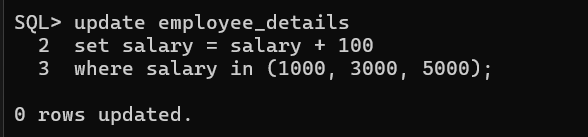 SQL> update employee_details
  2  set salary = salary + 100
  3  where salary in (1000, 3000, 5000);
0 rows updated.